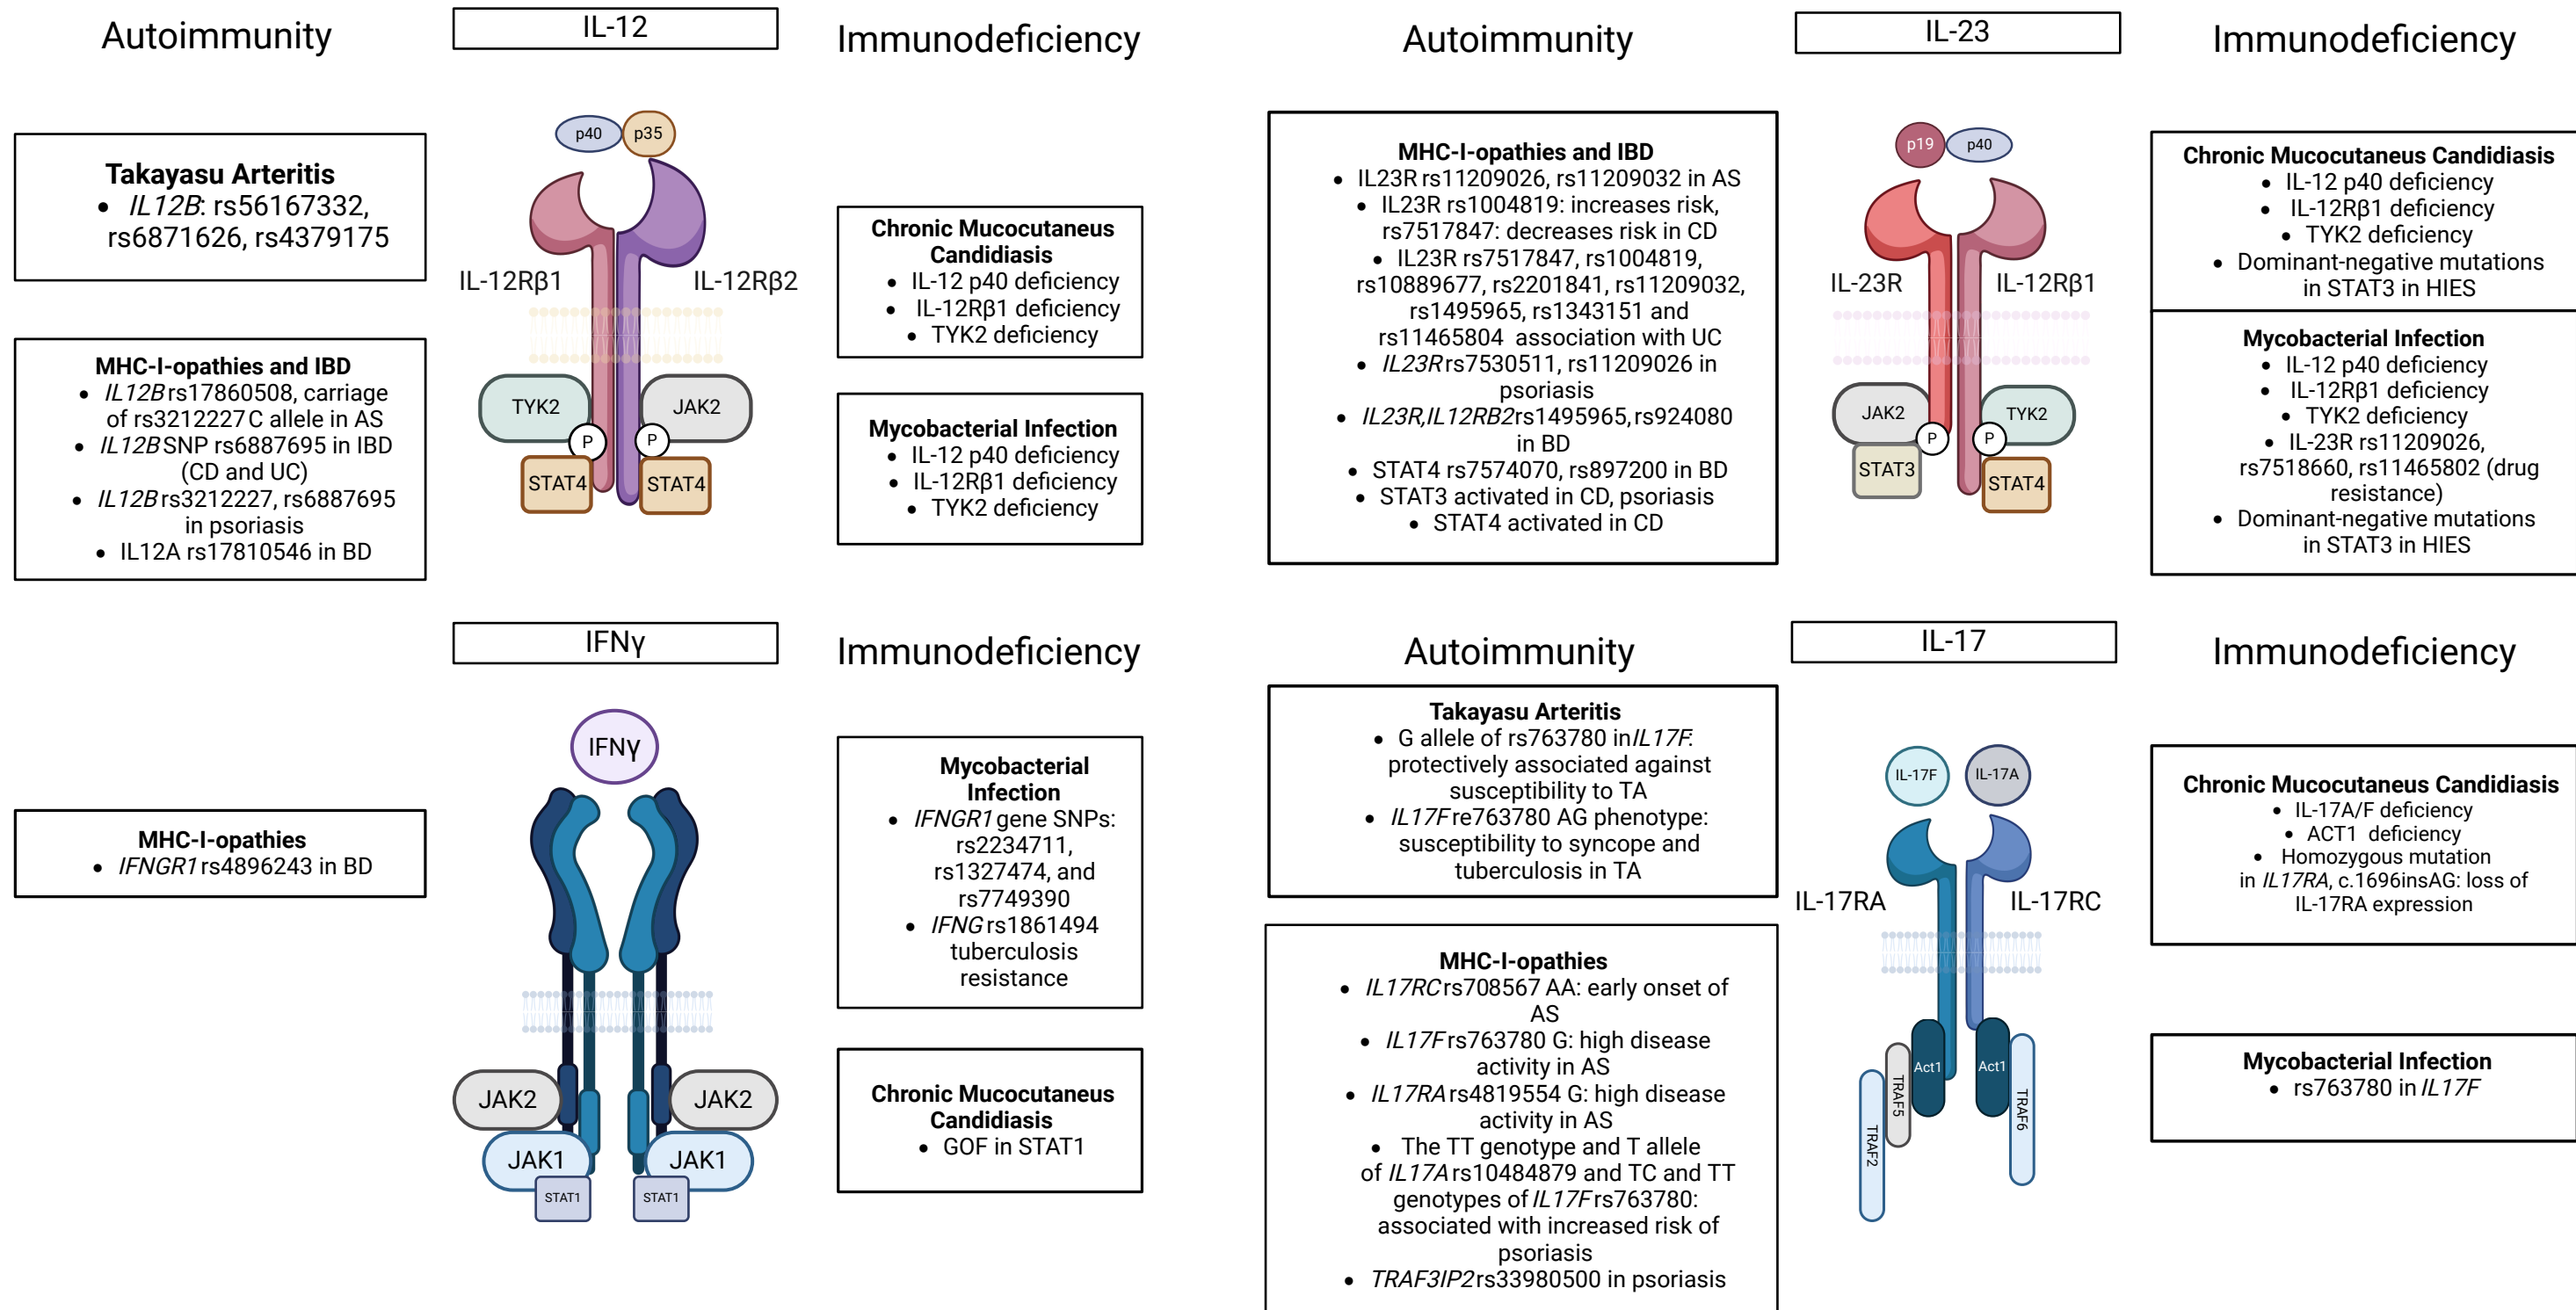 Autoimmunity
IL-12
Immunodeficiency
Takayasu Arteritis
• IL12B: rs56167332,
rs6871626, rs4379175
MHC-I-opathies and IBD
• IL12B rs17860508, carriage
of rs3212227 C allele in AS
• IL12B SNP rs6887695 in IBD
(CD and UC)
• IL12B rs3212227, rs6887695
in psoriasis
• IL12A rs17810546 in BD
p40
p35
IL-12Rβ1
IL-12Rβ2
TYK2
JAK2
P
P
STAT4
STAT4
Chronic Mucocutaneus
Candidiasis
• IL-12 p40 deficiency
• IL-12Rβ1 deficiency
• TYK2 deficiency
Mycobacterial Infection
• IL-12 p40 deficiency
• IL-12Rβ1 deficiency
• TYK2 deficiency
Autoimmunity
IL-23
Immunodeficiency
MHC-I-opathies and IBD
• IL23R rs11209026, rs11209032 in AS
• IL23R rs1004819: increases risk,
rs7517847: decreases risk in CD
• IL23R rs7517847, rs1004819,
rs10889677, rs2201841, rs11209032,
rs1495965, rs1343151 and
rs11465804 association with UC
• IL23R rs7530511, rs11209026 in
psoriasis
• IL23R,IL12RB2 rs1495965, rs924080
in BD
• STAT4 rs7574070, rs897200 in BD
• STAT3 activated in CD, psoriasis
• STAT4 activated in CD
p19
p40
IL-23R
IL-12Rβ1
JAK2
TYK2
P
P
STAT3
STAT4
Chronic Mucocutaneus Candidiasis
• IL-12 p40 deficiency
• IL-12Rβ1 deficiency
• TYK2 deficiency
• Dominant-negative mutations
in STAT3 in HIES
Mycobacterial Infection
• IL-12 p40 deficiency
• IL-12Rβ1 deficiency
• TYK2 deficiency
• IL-23R rs11209026,
rs7518660, rs11465802 (drug
resistance)
• Dominant-negative mutations
in STAT3 in HIES
IFNγ
Immunodeficiency
MHC-I-opathies
• IFNGR1 rs4896243 in BD
IFNγ
JAK2
JAK2
JAK1
JAK1
STAT1
STAT1
Mycobacterial
Infection
• IFNGR1 gene SNPs:
rs2234711,
rs1327474, and
rs7749390
• IFNG rs1861494
tuberculosis
resistance
Chronic Mucocutaneus
Candidiasis
• GOF in STAT1
Autoimmunity
IL-17
Immunodeficiency
Takayasu Arteritis
• G allele of rs763780 in IL17F:
protectively associated against
susceptibility to TA
• IL17F re763780 AG phenotype:
susceptibility to syncope and
tuberculosis in TA
MHC-I-opathies
• IL17RC rs708567 AA: early onset of
AS
• IL17F rs763780 G: high disease
activity in AS
• IL17RA rs4819554 G: high disease
activity in AS
• The TT genotype and T allele
of IL17A rs10484879 and TC and TT
genotypes of IL17F rs763780:
associated with increased risk of
psoriasis
• TRAF3IP2 rs33980500 in psoriasis
IL-17F
IL-17A
IL-17RA
IL-17RC
Act1
Act1
TRAF5
TRAF2
TRAF6
Chronic Mucocutaneus Candidiasis
• IL-17A/F deficiency
• ACT1 deficiency
• Homozygous mutation
in IL17RA, c.1696insAG: loss of
IL-17RA expression
Mycobacterial Infection
• rs763780 in IL17F